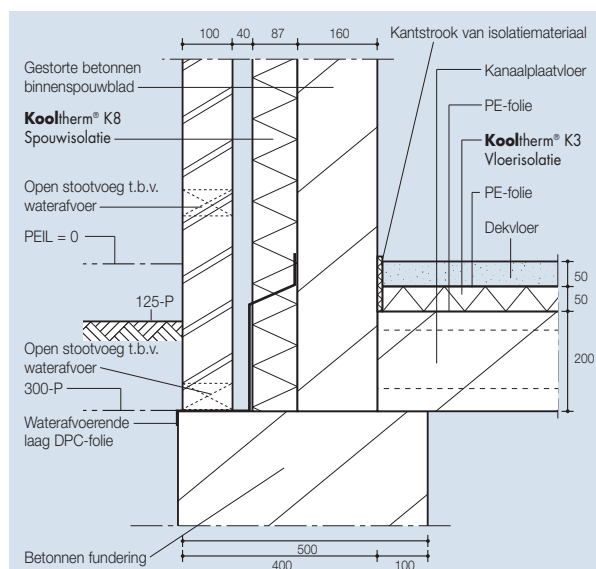 100 40 87 160
Kantstrook van isolatiemateriaal
Gestorte betonnen
binnenspouwblad
Kooltherm® K8
Spouwisolatie
Open stootvoeg t.b.v.
waterafvoer
PEIL = 0
125-P
Open stootvoeg t.b.v.
waterafvoer
300-P
Waterafvoerende
laag DPC-folie
Betonnen fundering
Kanaalplaatvloer
PE-folie
Kooltherm® K3
Vloerisolatie
PE-folie
Dekvloer
50
50
200
500
400 100